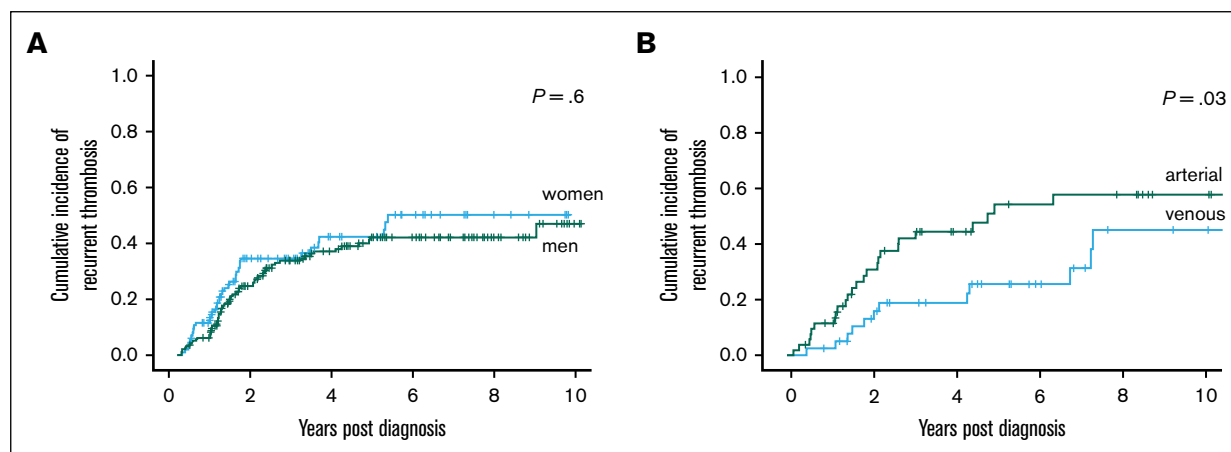 A
Cumulative incidence of
recurrent thrombosis
1.0
0.8
0.6
0.4
0.2
0.0
P = .6
women
men
0 2 4 6 8 10
Years post diagnosis
B
Cumulative incidence of
recurrent thrombosis
1.0
0.8
0.6
0.4
0.2
0.0
P = .03
arterial
venous
0 2 4 6 8 10
Years post diagnosis